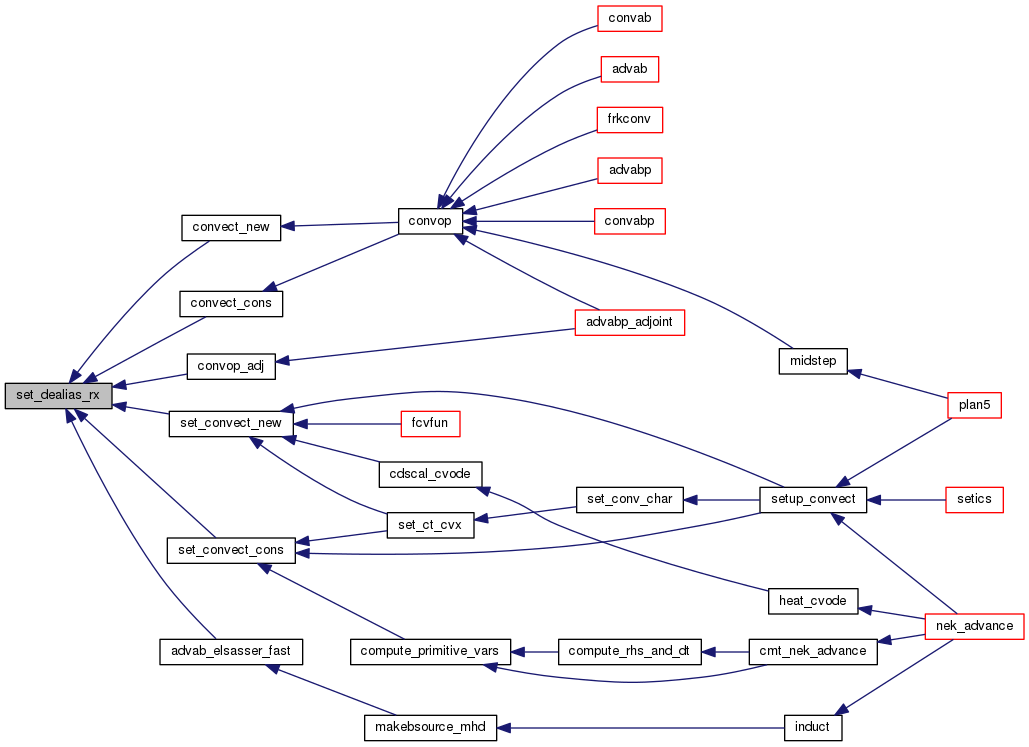 convab
advab
frkconv
advabp
convop
convabp
convect_new
convect_cons
advabp_adjoint
convop_adj
midstep
set_dealias_rx
plan5
set_convect_new
fcvfun
cdscal_cvode
set_conv_char
setup_convect
setics
set_ct_cvx
set_convect_cons
heat_cvode
nek_advance
advab_elsasser_fast
compute_primitive_vars
compute_rhs_and_dt
cmt_nek_advance
makebsource_mhd
induct